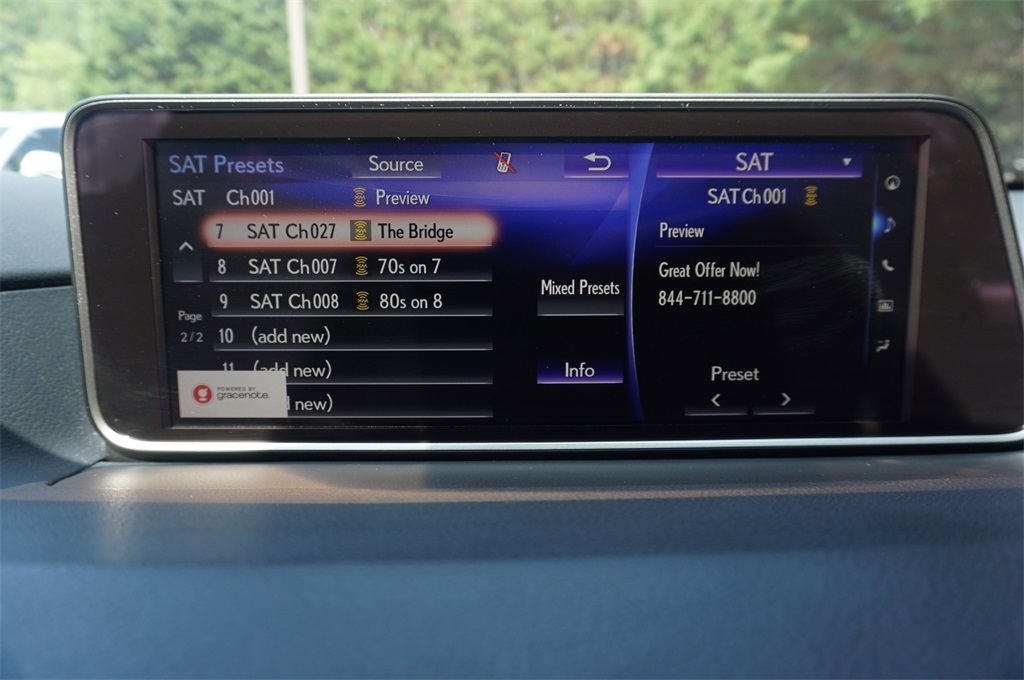 SAT Presets
Source
SAT
SAT Ch001
Preview
SAT Ch001
7 SAT Ch027 The Bridge
Preview
8 SAT Ch007 70s on 7
Great Offer Now!
9 SAT Ch008 80s on 8
Mixed Presets
844-711-8800
Page
2/2
10 (add new)
11 (add new)
Info
Preset
new)
POWERED BY
gracenote